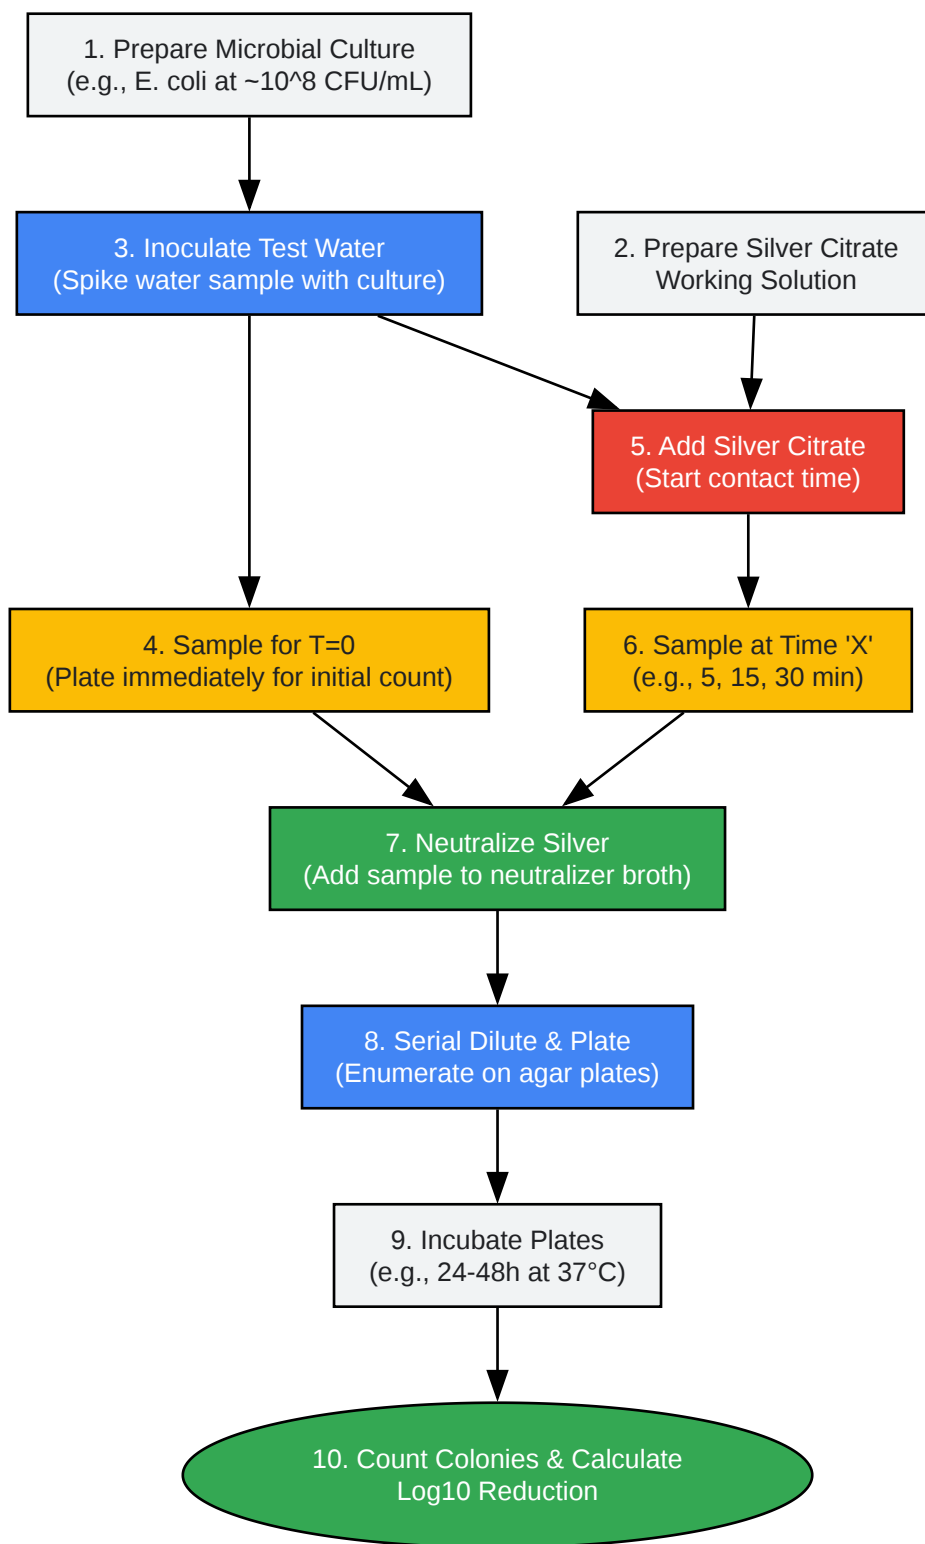 1. Prepare Microbial Culture
(e.g., E. coli at ~10^8 CFU/mL)
3. Inoculate Test Water
(Spike water sample with culture)
2. Prepare Silver Citrate
Working Solution
5. Add Silver Citrate
(Start contact time)
4. Sample for T=0
(Plate immediately for initial count)
6. Sample at Time 'X'
(e.g., 5, 15, 30 min)
7. Neutralize Silver
(Add sample to neutralizer broth)
8. Serial Dilute & Plate
(Enumerate on agar plates)
9. Incubate Plates
(e.g., 24-48h at 37°C)
10. Count Colonies & Calculate
Log10 Reduction